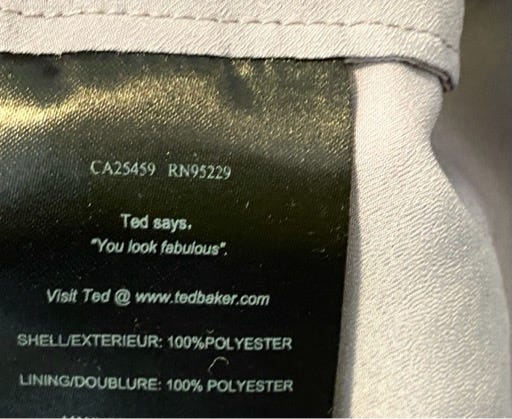 CA25459 RN95229
Ted says,
"You look fabulous".
Visit Ted @ www.tedbaker.com
SHELL/EXTERIEUR: 100%POLYESTER
LINING/DOUBLURE: 100% POLYESTER